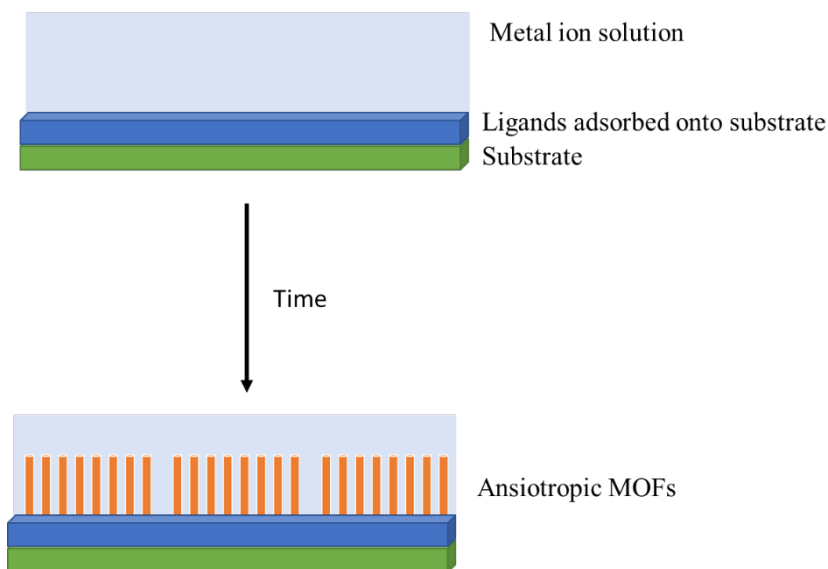 Metal ion solution
Ligands adsorbed onto substrate
Substrate
Time
Ansiotropic MOFs